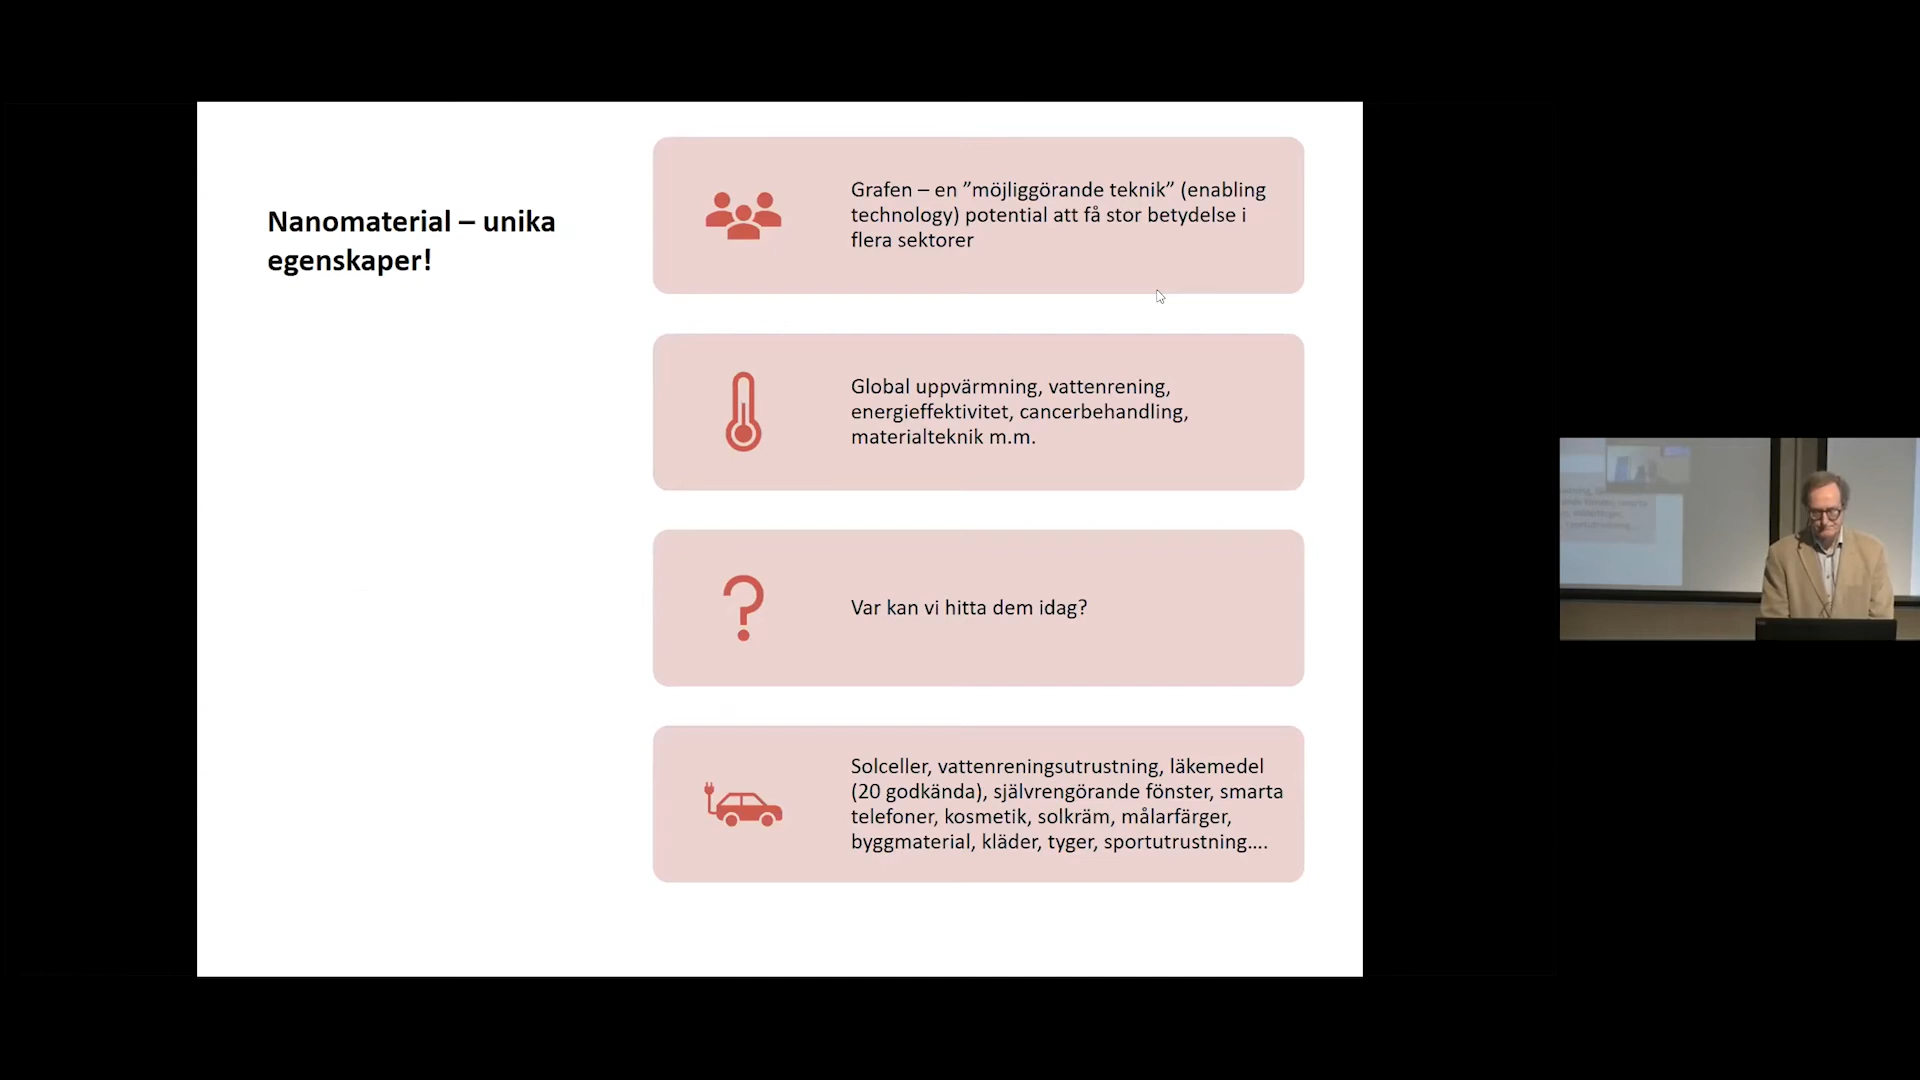 Nanomaterial – unika
egenskaper!
Grafen – en ”möjliggörande teknik” (enabling
technology) potential att få stor betydelse i
flera sektorer
Global uppvärmning, vattenrening,
energieffektivitet, cancerbehandling,
materialteknik m.m.
Var kan vi hitta dem idag?
Solceller, vattenreningsutrustning, läkemedel
(20 godkända), självrengörande fönster, smarta
telefoner, kosmetik, solkräm, målarfärger,
byggmaterial, kläder, tyger, sportutrustning....